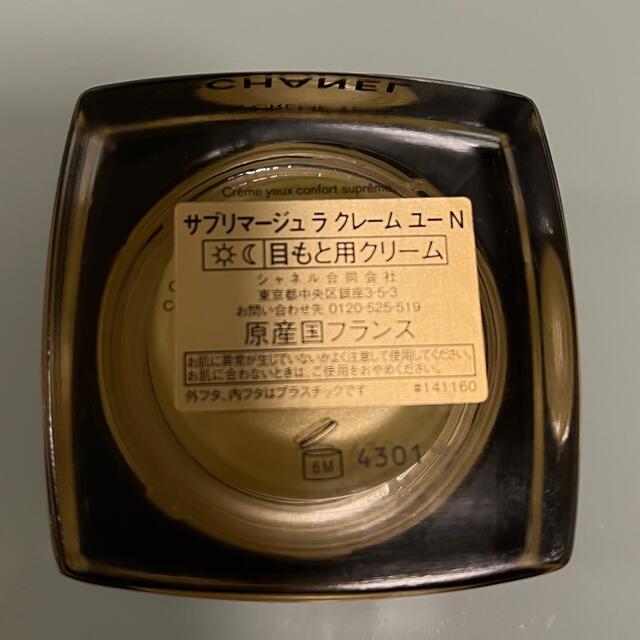 CHANEL
Crème yeux confort suprême
サブリマージュ ラ クレーム ユー N
目もと用クリーム
シャネル合同会社
東京都中央区銀座3-5-3
お問い合わせ先 0120-525-519
原産国フランス
お肌に異常が生じていないかよく注意して使用してください。
お肌に合わないときは、ご使用をおやめください。
外フタ、内フタはプラスチックです #141160
6M 4301